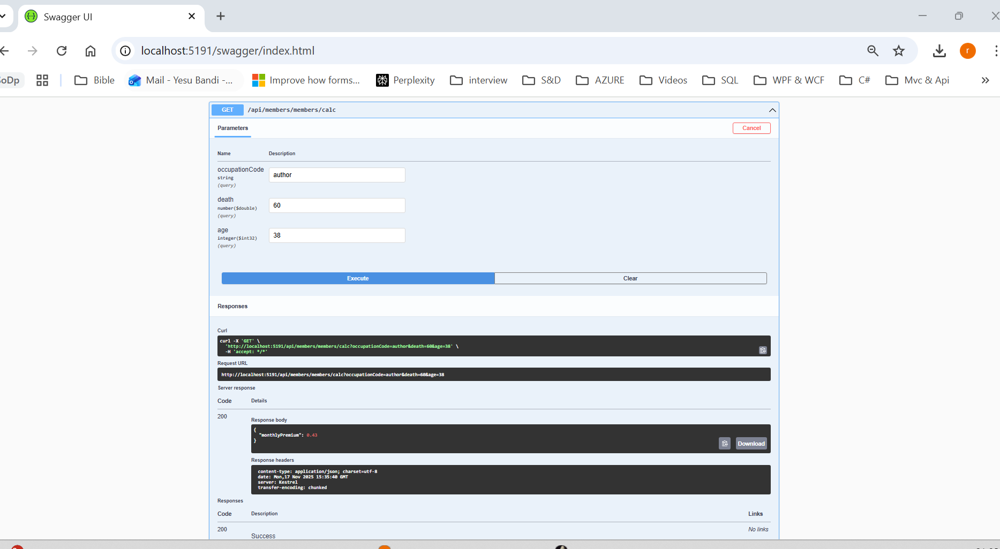 Swagger UI
localhost:5191/swagger/index.html
r
oDp
Bible
Mail - Yesu Bandi -...
Improve how forms...
Perplexity
interview
S&D
AZURE
Videos
SQL
WPF & WCF
C#
Mvc & Api
GET /api/members/members/calc
Parameters
Cancel
Name Description
occupationCode
string
(query)
author
death
number($double)
(query)
60
age
integer($int32)
(query)
38
Execute
Clear
Responses
Curl
curl -X 'GET' \
'http://localhost:5191/api/members/members/calc?occupationCode=author&death=60&age=38' \
-H 'accept: */*'
Request URL
http://localhost:5191/api/members/members/calc?occupationCode=author&death=60&age=38
Server response
Code Details
200
Response body
{
"monthlyPremium": 0.43
}
Download
Response headers
content-type: application/json; charset=utf-8
date: Mon,17 Nov 2025 15:35:40 GMT
server: Kestrel
transfer-encoding: chunked
Responses
Code Description Links
200
No links
Success